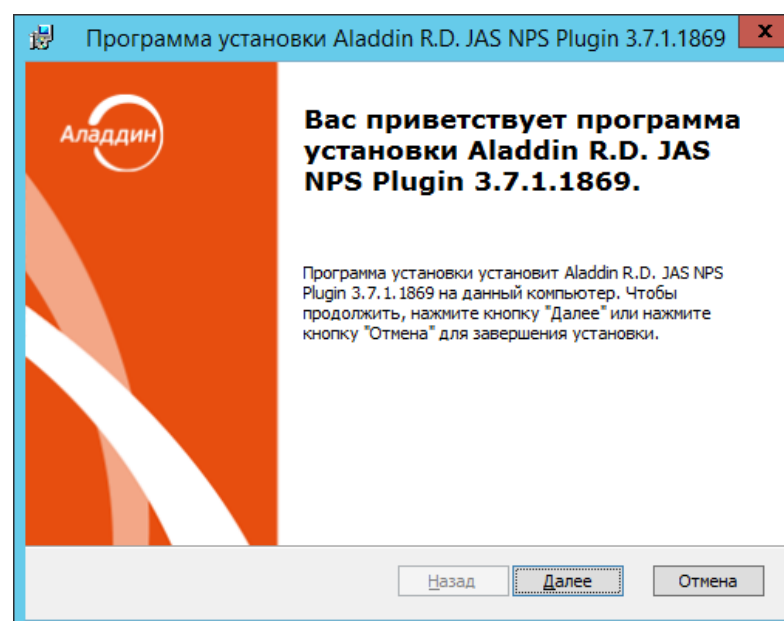 Программа установки Aladdin R.D. JAS NPS Plugin 3.7.1.1869
x
Аладдин
Вас приветствует программа
установки Aladdin R.D. JAS
NPS Plugin 3.7.1.1869.
Программа установки установит Aladdin R.D. JAS NPS
Plugin 3.7.1.1869 на данный компьютер. Чтобы
продолжить, нажмите кнопку "Далее" или нажмите
кнопку "Отмена" для завершения установки.
Назад
Далее
Отмена